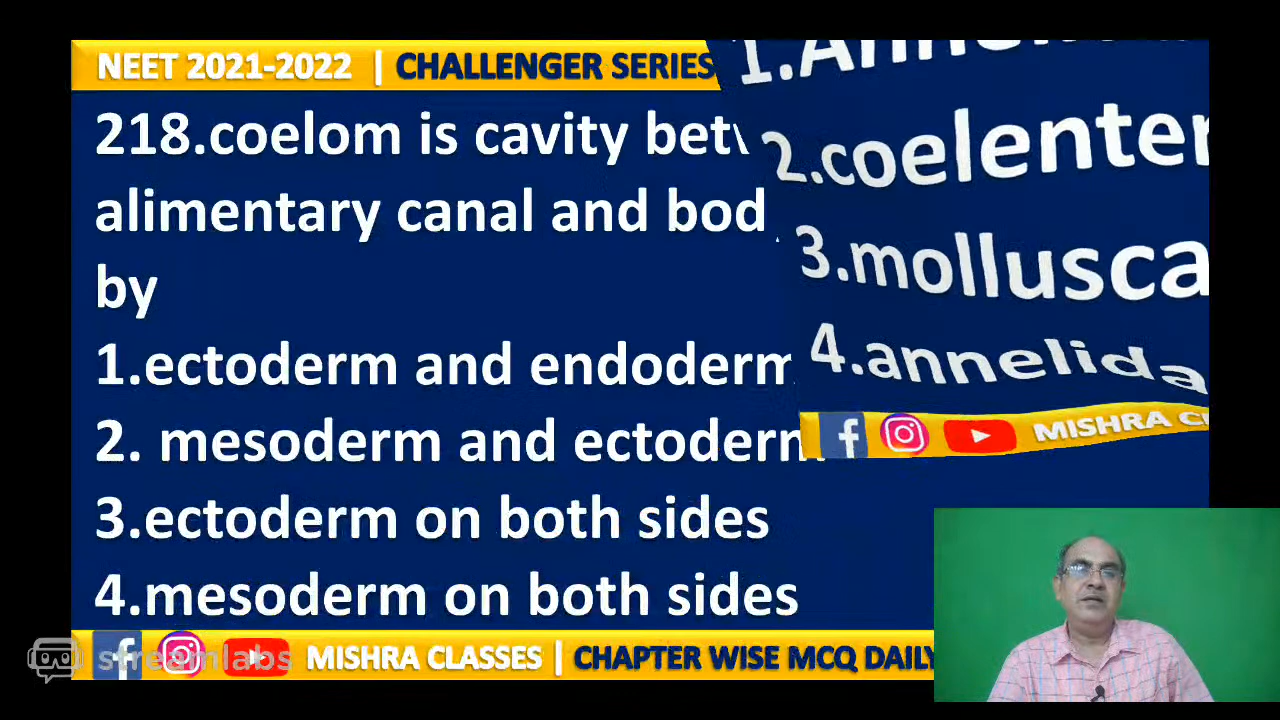 NEET 2021-2022 | CHALLENGER SERIES
218.coelom is cavity
alimentary canal and
by
1.ectoderm and endoderm
2. mesoderm and ectoderm
3.ectoderm on both sides
4.mesoderm on both sides
2.coelenter
3.mollusca
4.annelida
MISHRA
streamlabs
MISHRA CLASSES | CHAPTER WISE MCQ DAILY